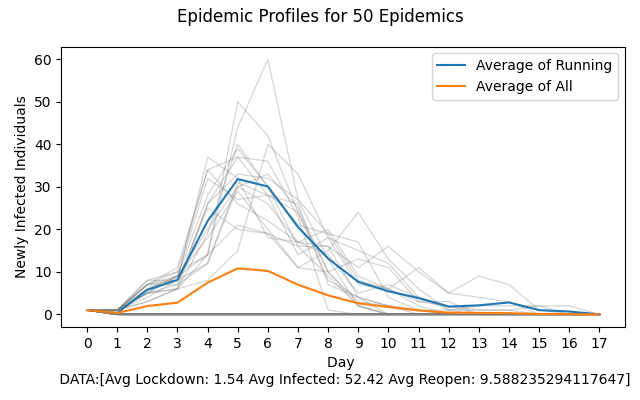 Epidemic Profiles for 50 Epidemics
Newly Infected Individuals
60
50
40
30
20
10
0
Average of Running
Average of All
0 1 2 3 4 5 6 7 8 9 10 11 12 13 14 15 16 17
Day
DATA:[Avg Lockdown: 1.54 Avg Infected: 52.42 Avg Reopen: 9.588235294117647]